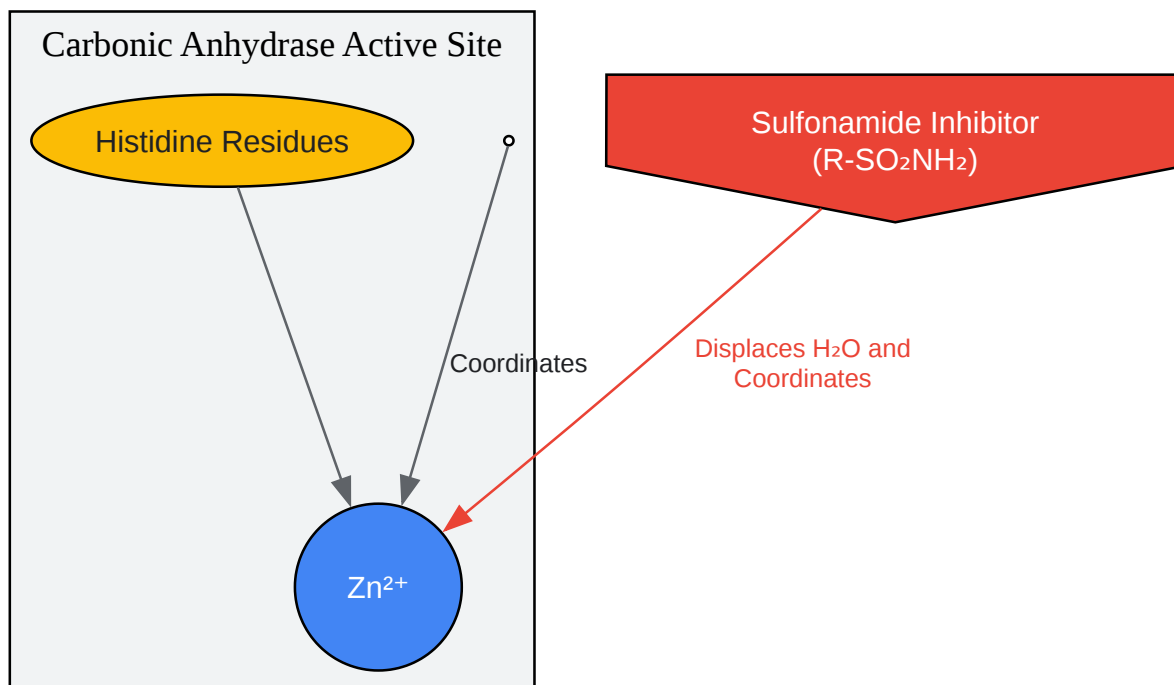 Carbonic Anhydrase Active Site
Histidine Residues
Sulfonamide Inhibitor
(R-SO₂NH₂)
Coordinates
Displaces H₂O and
Coordinates
Zn²⁺